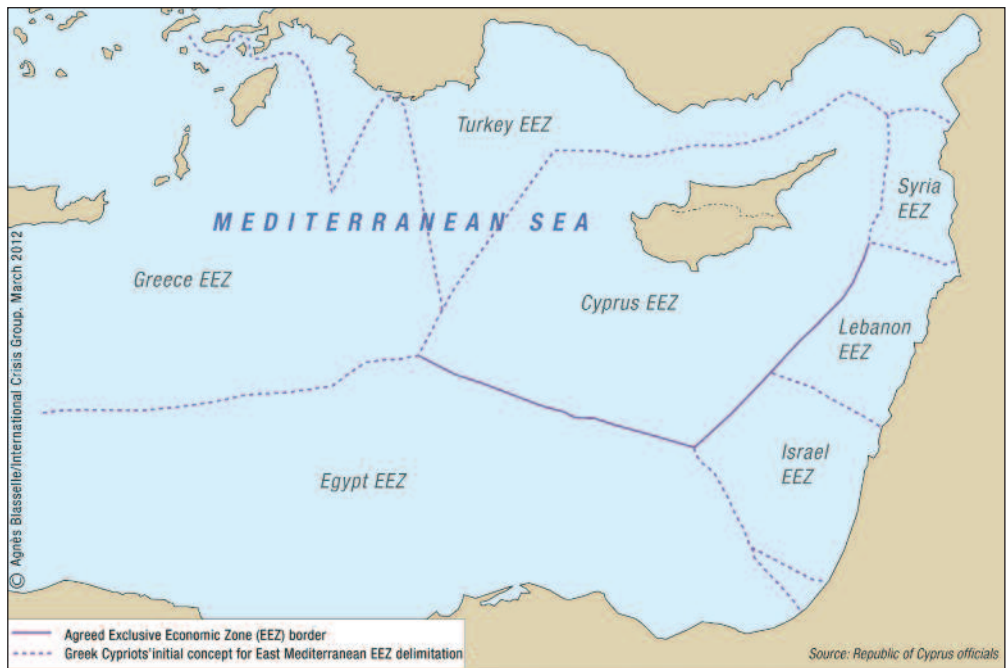 Turkey EEZ
Syria
EEZ
MEDITERRANEAN SEA
Greece EEZ
Cyprus EEZ
Lebanon
EEZ
Israel
EEZ
Egypt EEZ
© Agnès Blasselle/International Crisis Group, March 2012
Agreed Exclusive Economic Zone (EEZ) border
Greek Cypriots'initial concept for East Mediterranean EEZ delimitation
Source: Republic of Cyprus officials